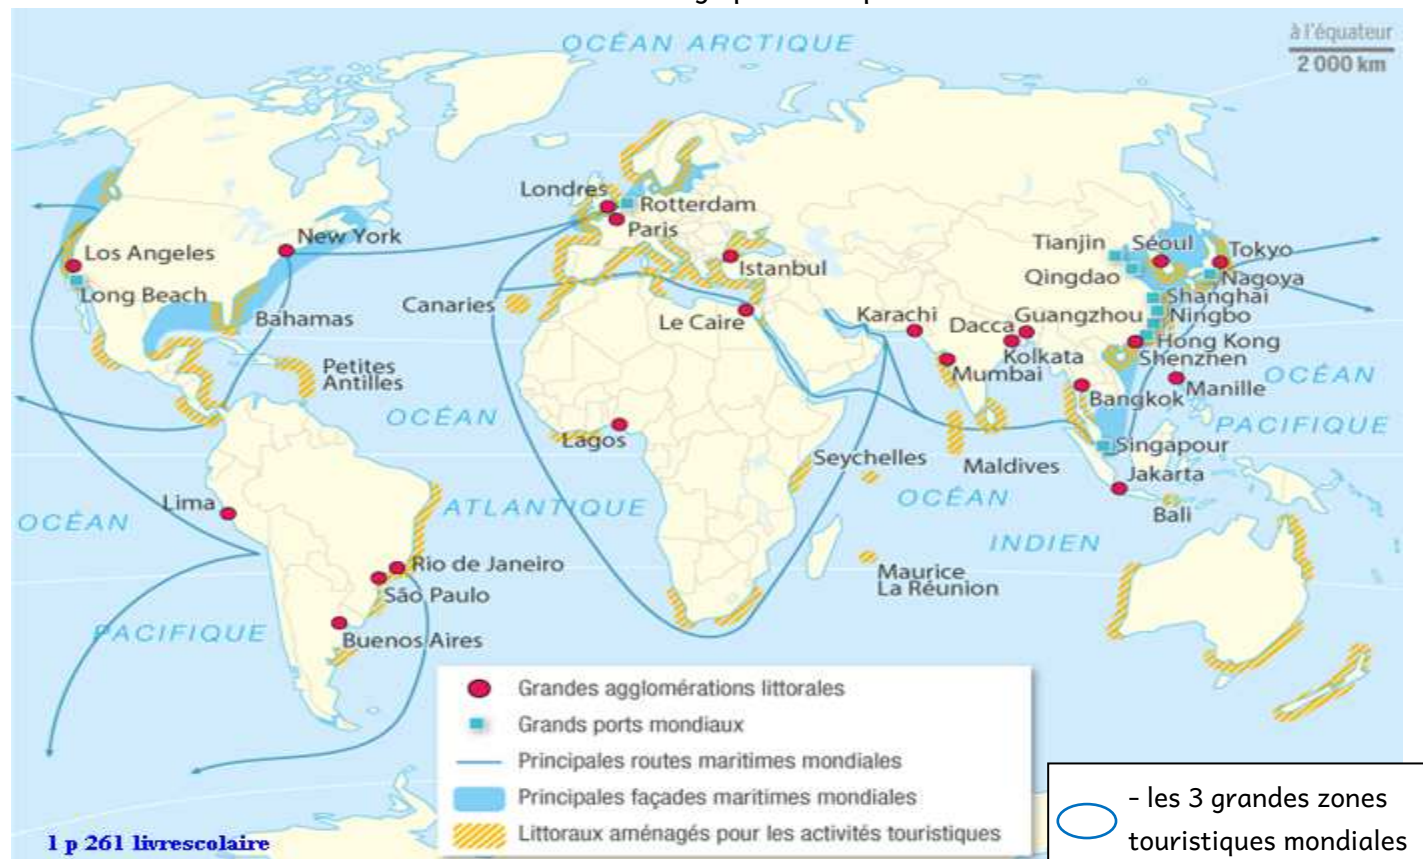 OCÉAN ARCTIQUE
à l'équateur
2 000 km
Londres
Rotterdam
Paris
New York
Los Angeles
Long Beach
Bahamas
Canaries
Istanbul
Le Caire
Tianjin
Séoul
Tokyo
Qingdao
Nagoya
Shanghai
Ningbo
Karachi
Dacca
Guangzhou
Hong Kong
Kolkata
Shenzhen
Mumbai
Manille
Bangkok
OCÉAN
PACIFIQUE
Petites
Antilles
OCÉAN
ATLANTIQUE
Lagos
Seychelles
Maldives
Singapour
Jakarta
Bali
OCÉAN
INDIEN
Lima
OCÉAN
PACIFIQUE
Rio de Janeiro
São Paulo
Buenos Aires
Maurice
La Réunion
Grandes agglomérations littorales
Grands ports mondiaux
Principales routes maritimes mondiales
Principales façades maritimes mondiales
Littoraux aménagés pour les activités touristiques
- les 3 grandes zones
touristiques mondiales
1 p 261 livrescolaire